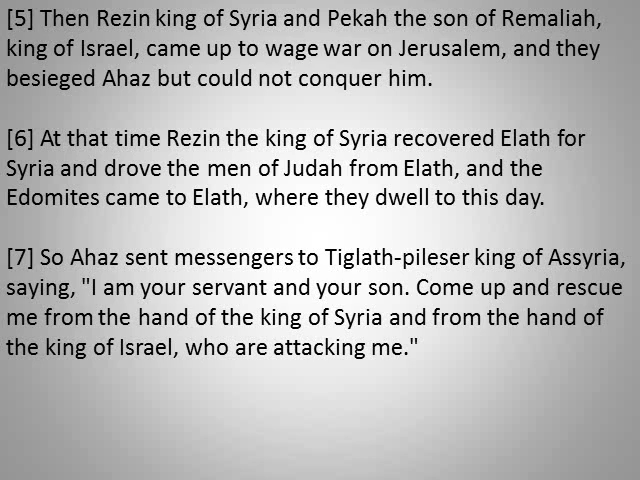 [5] Then Rezin king of Syria and Pekah the son of Remaliah,
king of Israel, came up to wage war on Jerusalem, and they
besieged Ahaz but could not conquer him.
[6] At that time Rezin the king of Syria recovered Elath for
Syria and drove the men of Judah from Elath, and the
Edomites came to Elath, where they dwell to this day.
[7] So Ahaz sent messengers to Tiglath-pileser king of Assyria,
saying, "I am your servant and your son. Come up and rescue
me from the hand of the king of Syria and from the hand of
the king of Israel, who are attacking me."